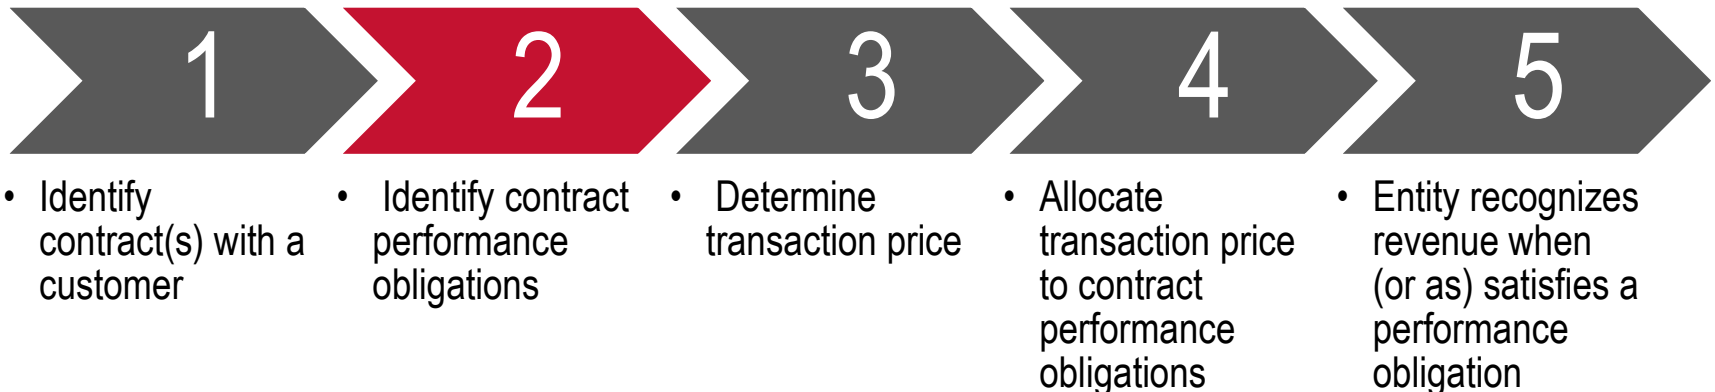 1
2
3
4
5
• Identify
contract(s) with a
customer
• Identify contract
performance
obligations
• Determine
transaction price
• Allocate
transaction price
to contract
performance
obligations
• Entity recognizes
revenue when
(or as) satisfies a
performance
obligation